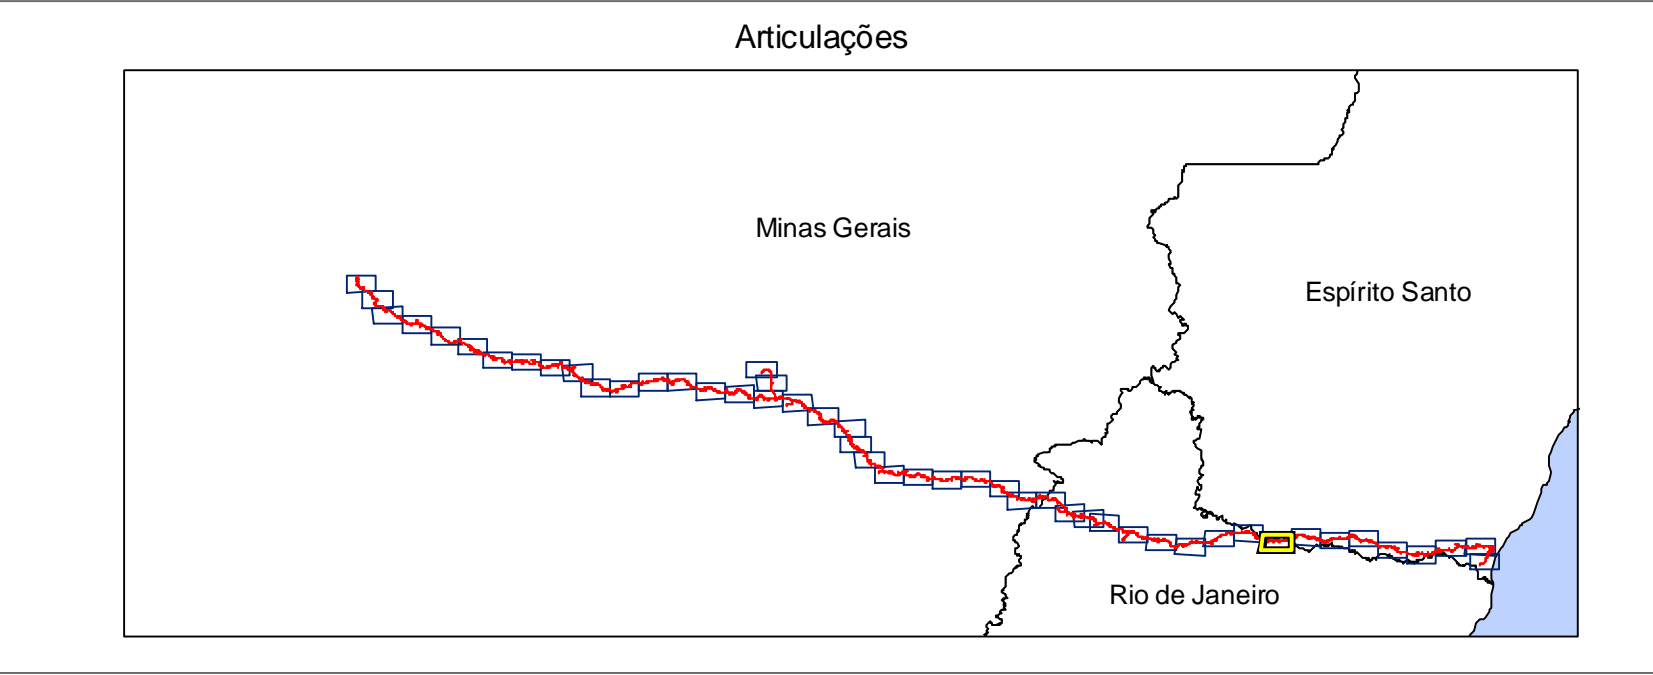 Articulações
Minas Gerais
Espírito Santo
Rio de Janeiro